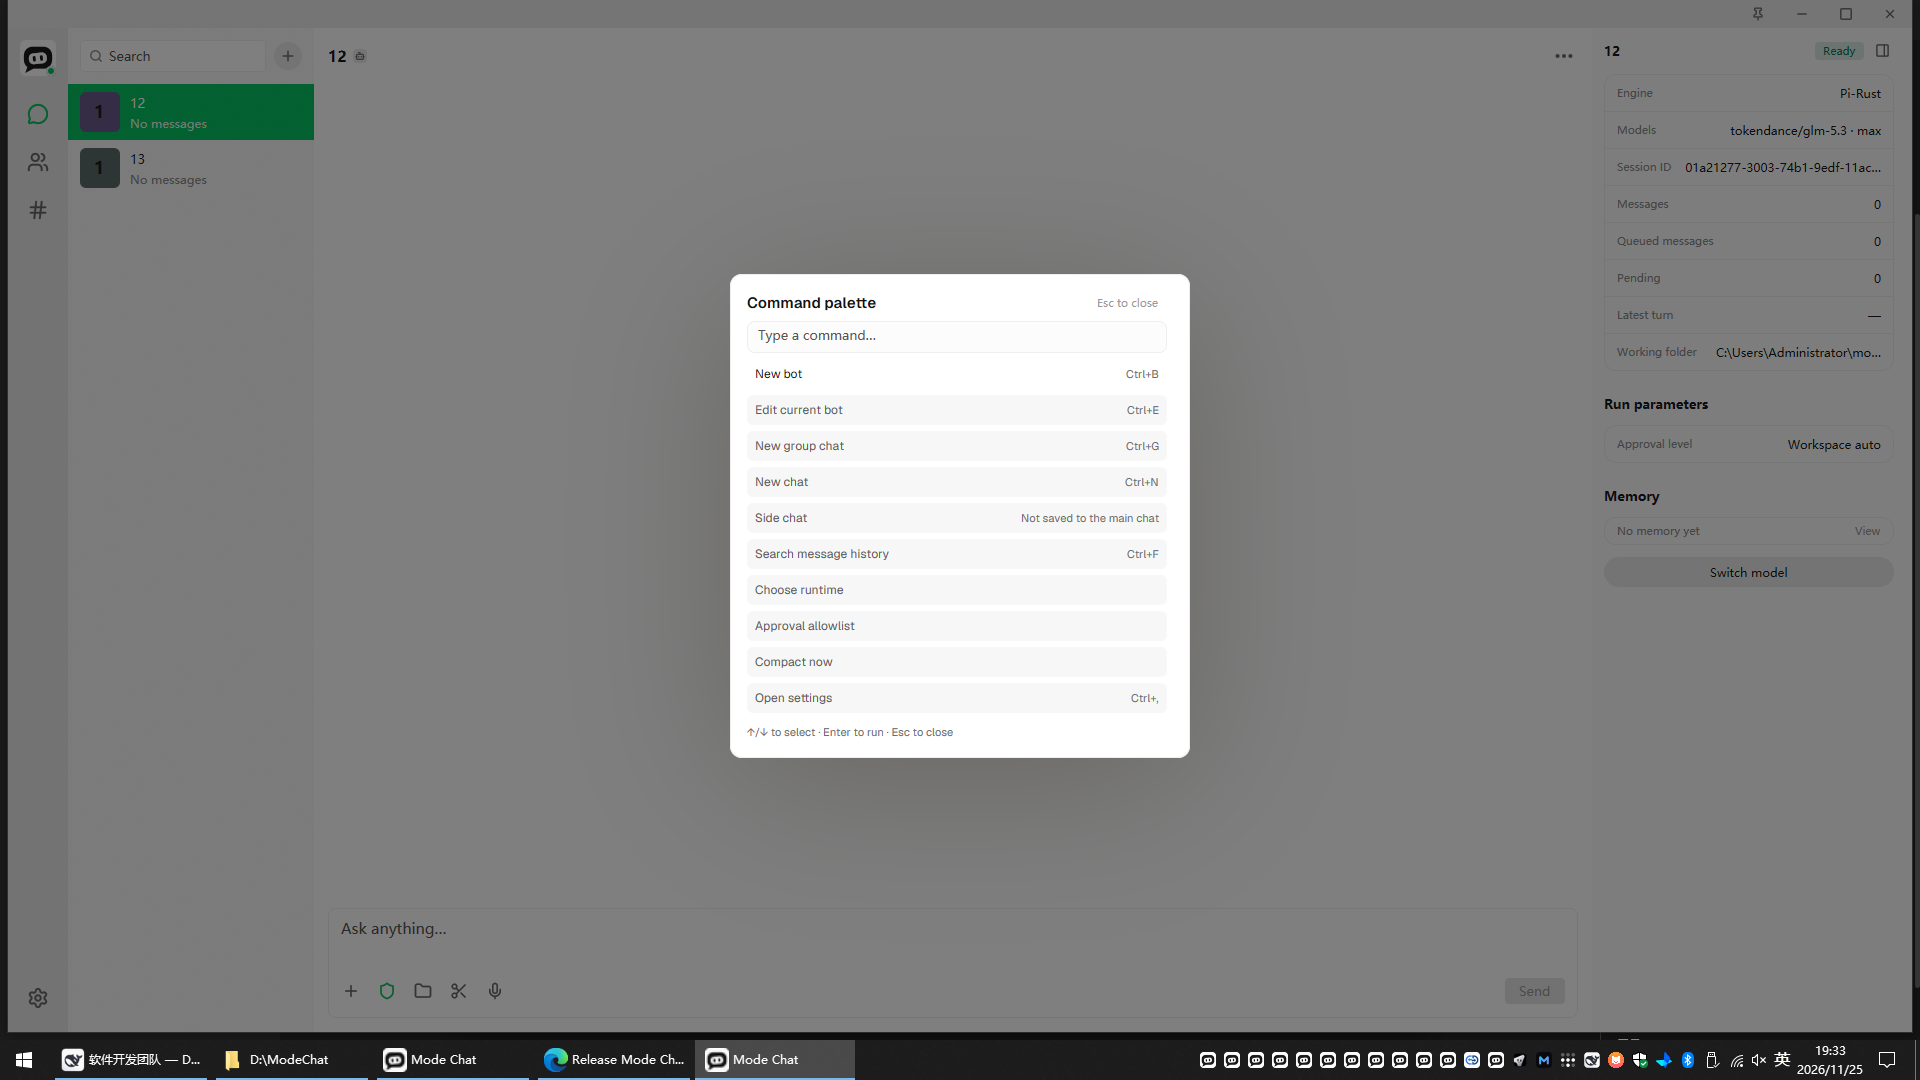 Search
12
No messages
1
13
No messages
1
12
Ask anything...
Send
Command palette
Esc to close
Type a command...
New bot
Ctrl+B
Edit current bot
Ctrl+E
New group chat
Ctrl+G
New chat
Ctrl+N
Side chat
Not saved to the main chat
Search message history
Ctrl+F
Choose runtime
Approval allowlist
Compact now
Open settings
Ctrl+,
↑/↓ to select · Enter to run · Esc to close
12
Ready
Engine
Pi-Rust
Models
tokendance/glm-5.3 · max
Session ID
01a21277-3003-74b1-9edf-11ac...
Messages
0
Queued messages
0
Pending
0
Latest turn
—
Working folder
C:\Users\Administrator\mo...
Run parameters
Approval level
Workspace auto
Memory
No memory yet
View
Switch model
软件开发团队 — D...
D:\ModeChat
Mode Chat
Release Mode Ch...
Mode Chat
英
19:33
2026/11/25